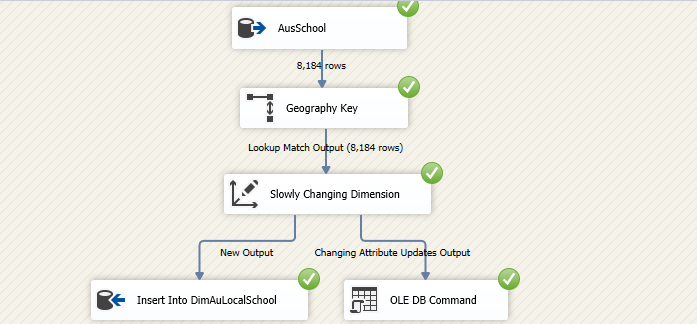 AusSchool
8,184 rows
Geography Key
Lookup Match Output (8,184 rows)
Slowly Changing Dimension
New Output
Changing Attribute Updates Output
Insert Into DimAuLocalSchool
OLE DB Command